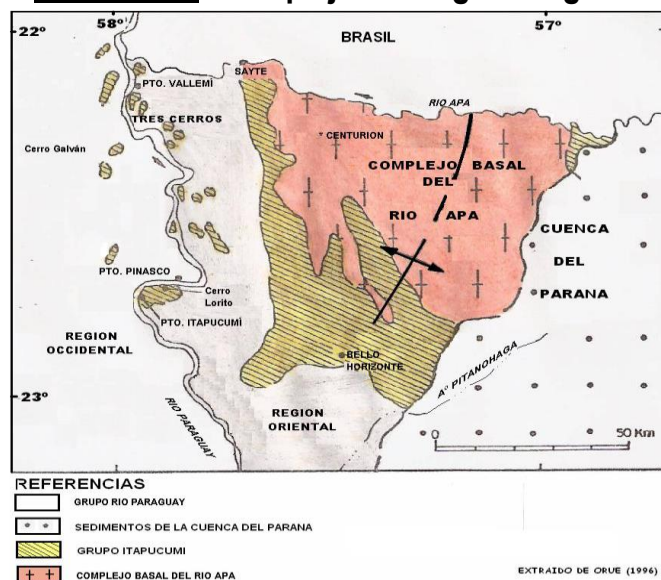 22°
58°
57°
BRASIL
SAYTE
PTO. VALLEMÍ
RIO APA
TRES CERROS
* CENTURION
Cerro Galván
COMPLEJO BASAL
DEL
RIO APA
CUENCA
DEL
PARANA
PTO. PINASCO
Cerro
Lorito
PTO. ITAPUCUMÍ
REGION
OCCIDENTAL
BELLO
HORIZONTE
Aº PITANOHAGA
23°
REGION
ORIENTAL
RIO PARAGUAY
0 50 Km
REFERENCIAS
GRUPO RIO PARAGUAY
SEDIMENTOS DE LA CUENCA DEL PARANA
GRUPO ITAPUCUMI
COMPLEJO BASAL DEL RIO APA
EXTRAIDO DE ORUE (1996)